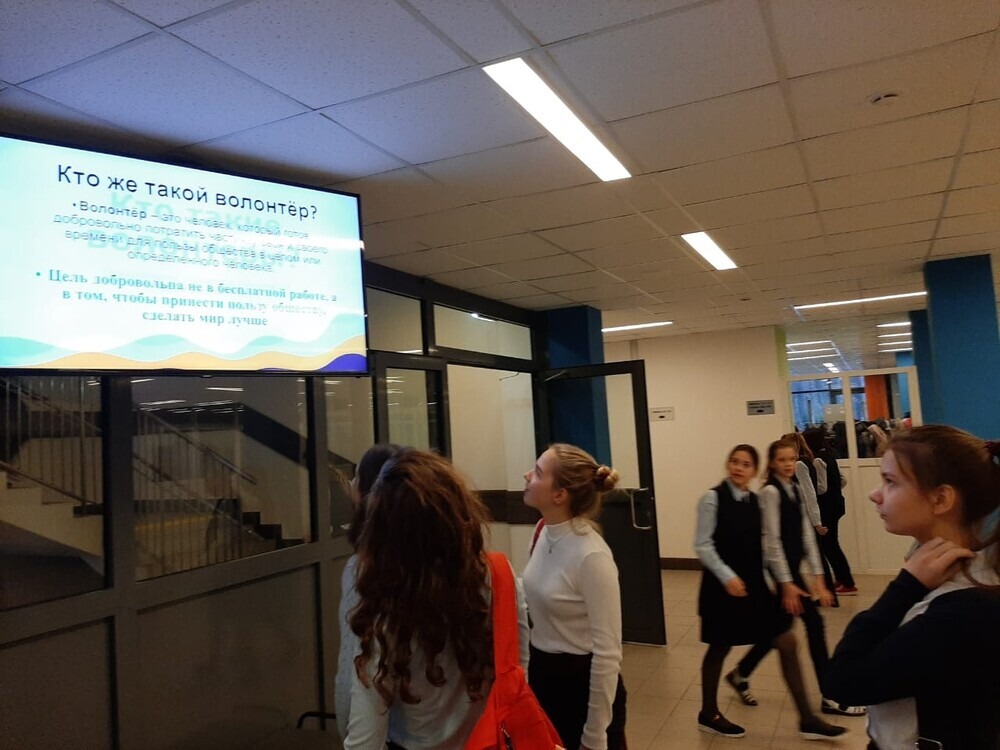 Кто же такой волонтёр?
•Волонтёр – это человек, который готов
добровольно потратить часть и своего
времени для пользы общества в целом или
определенного человека.
• Цель добровольца не в бесплатной работе, а
в том, чтобы принести пользу обществу,
сделать мир лучше